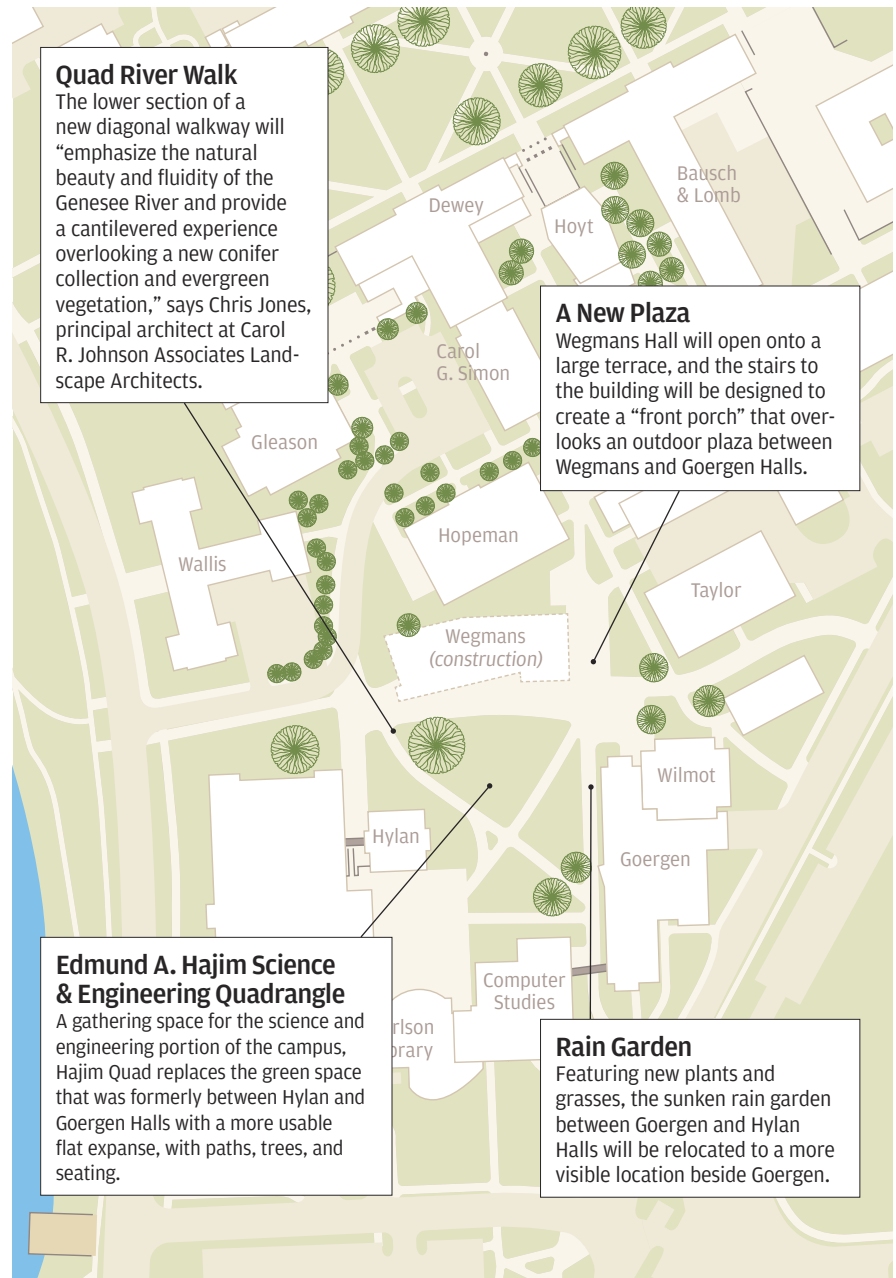 Quad River Walk
The lower section of a
new diagonal walkway will
“emphasize the natural
beauty and fluidity of the
Genesee River and provide
a cantilevered experience
overlooking a new conifer
collection and evergreen
vegetation,” says Chris Jones,
principal architect at Carol
R. Johnson Associates Land-
scape Architects.
Dewey
Hoyt
Bausch
& Lomb
A New Plaza
Wegmans Hall will open onto a
large terrace, and the stairs to
the building will be designed to
create a “front porch” that over-
looks an outdoor plaza between
Wegmans and Goergen Halls.
Carol
G. Simon
Gleason
Hopeman
Wallis
Taylor
Wegmans
(construction)
Wilmot
Hylan
Goergen
Edmund A. Hajim Science
& Engineering Quadrangle
A gathering space for the science and
engineering portion of the campus,
Hajim Quad replaces the green space
that was formerly between Hylan and
Goergen Halls with a more usable
flat expanse, with paths, trees, and
seating.
Computer
Studies
rlson
brary
Rain Garden
Featuring new plants and
grasses, the sunken rain garden
between Goergen and Hylan
Halls will be relocated to a more
visible location beside Goergen.